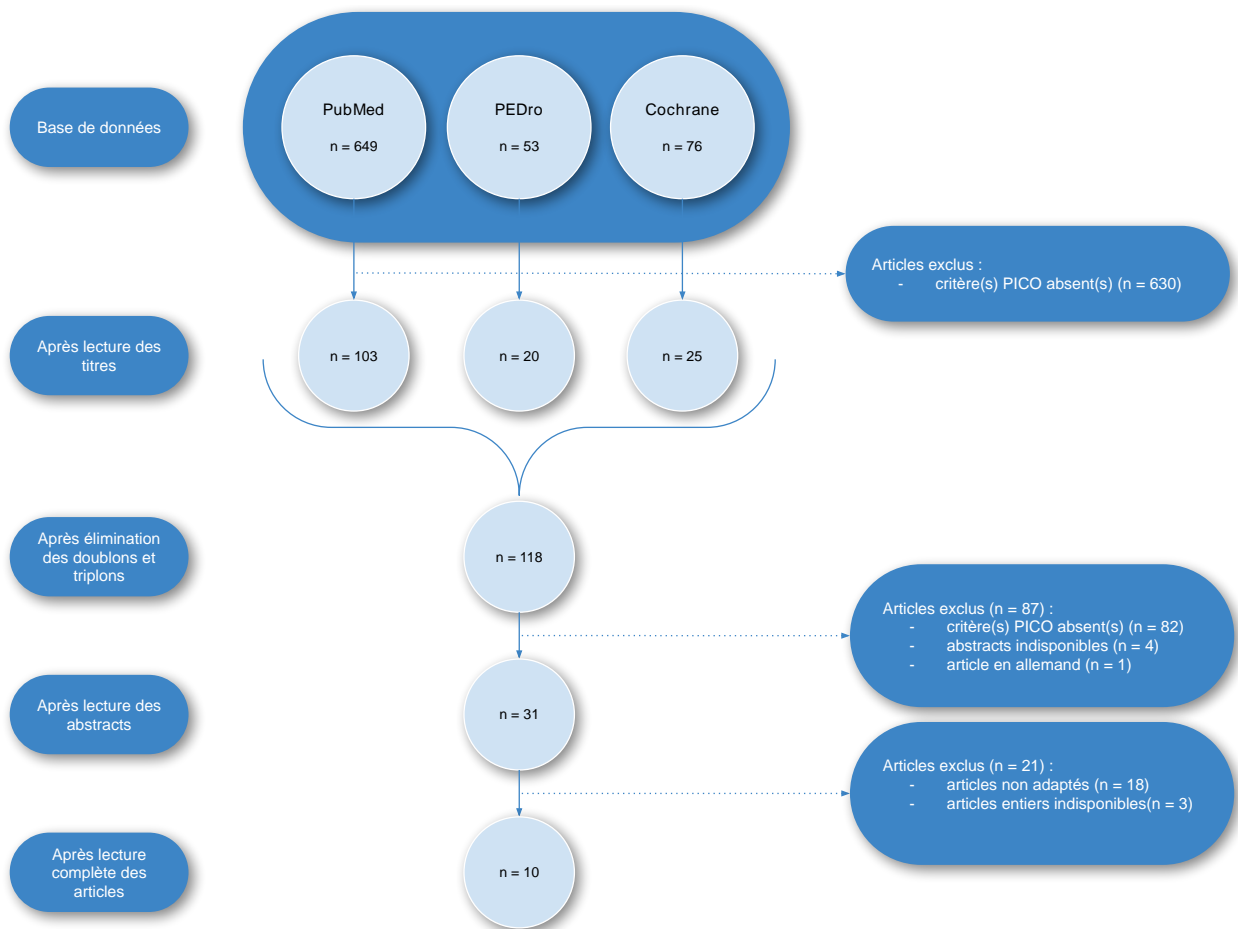 Base de données
PubMed
n = 649
PEDro
n = 53
Cochrane
n = 76
Articles exclus :
- critère(s) PICO absent(s) (n = 630)
Après lecture des
titres
n = 103
n = 20
n = 25
Après élimination
des doublons et
triplons
n = 118
Articles exclus (n = 87) :
- critère(s) PICO absent(s) (n = 82)
- abstracts indisponibles (n = 4)
- article en allemand (n = 1)
Après lecture des
abstracts
n = 31
Articles exclus (n = 21) :
- articles non adaptés (n = 18)
- articles entiers indisponibles(n = 3)
Après lecture
complète des
articles
n = 10